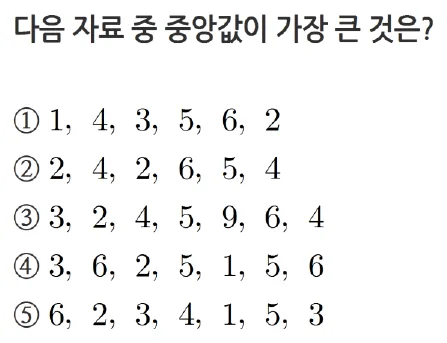 다음 자료 중 중앙값이 가장 큰 것은?
① 1, 4, 3, 5, 6, 2
② 2, 4, 2, 6, 5, 4
③ 3, 2, 4, 5, 9, 6, 4
④ 3, 6, 2, 5, 1, 5, 6
⑤ 6, 2, 3, 4, 1, 5, 3